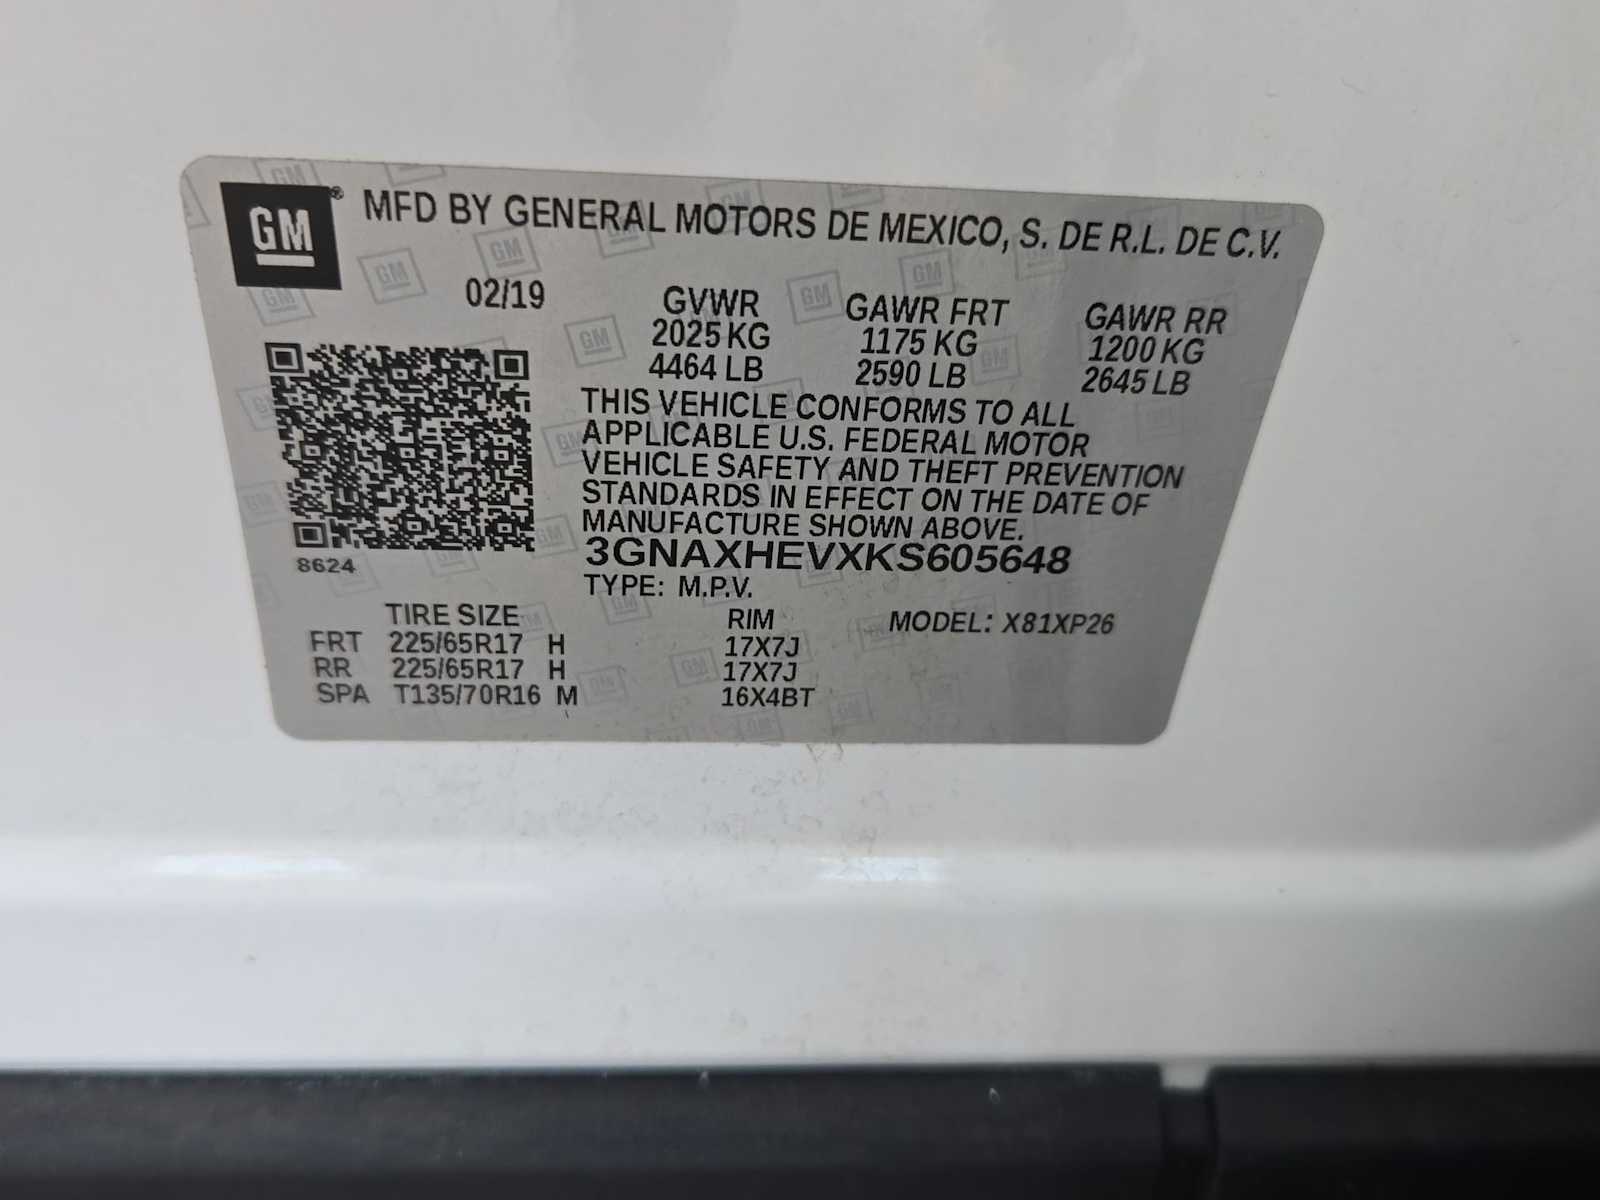 GM® MFD BY GENERAL MOTORS DE MEXICO, S. DE R.L. DE C.V.
02/19 GVWR GAWR FRT GAWR RR
2025 KG 1175 KG 1200 KG
4464 LB 2590 LB 2645 LB
THIS VEHICLE CONFORMS TO ALL
APPLICABLE U.S. FEDERAL MOTOR
VEHICLE SAFETY AND THEFT PREVENTION
STANDARDS IN EFFECT ON THE DATE OF
MANUFACTURE SHOWN ABOVE.
3GNAXHEVXKS605648
8624
TYPE: M.P.V.
TIRE SIZE RIM MODEL: X81XP26
FRT 225/65R17 H 17X7J
RR 225/65R17 H 17X7J
SPA T135/70R16 M 16X4BT